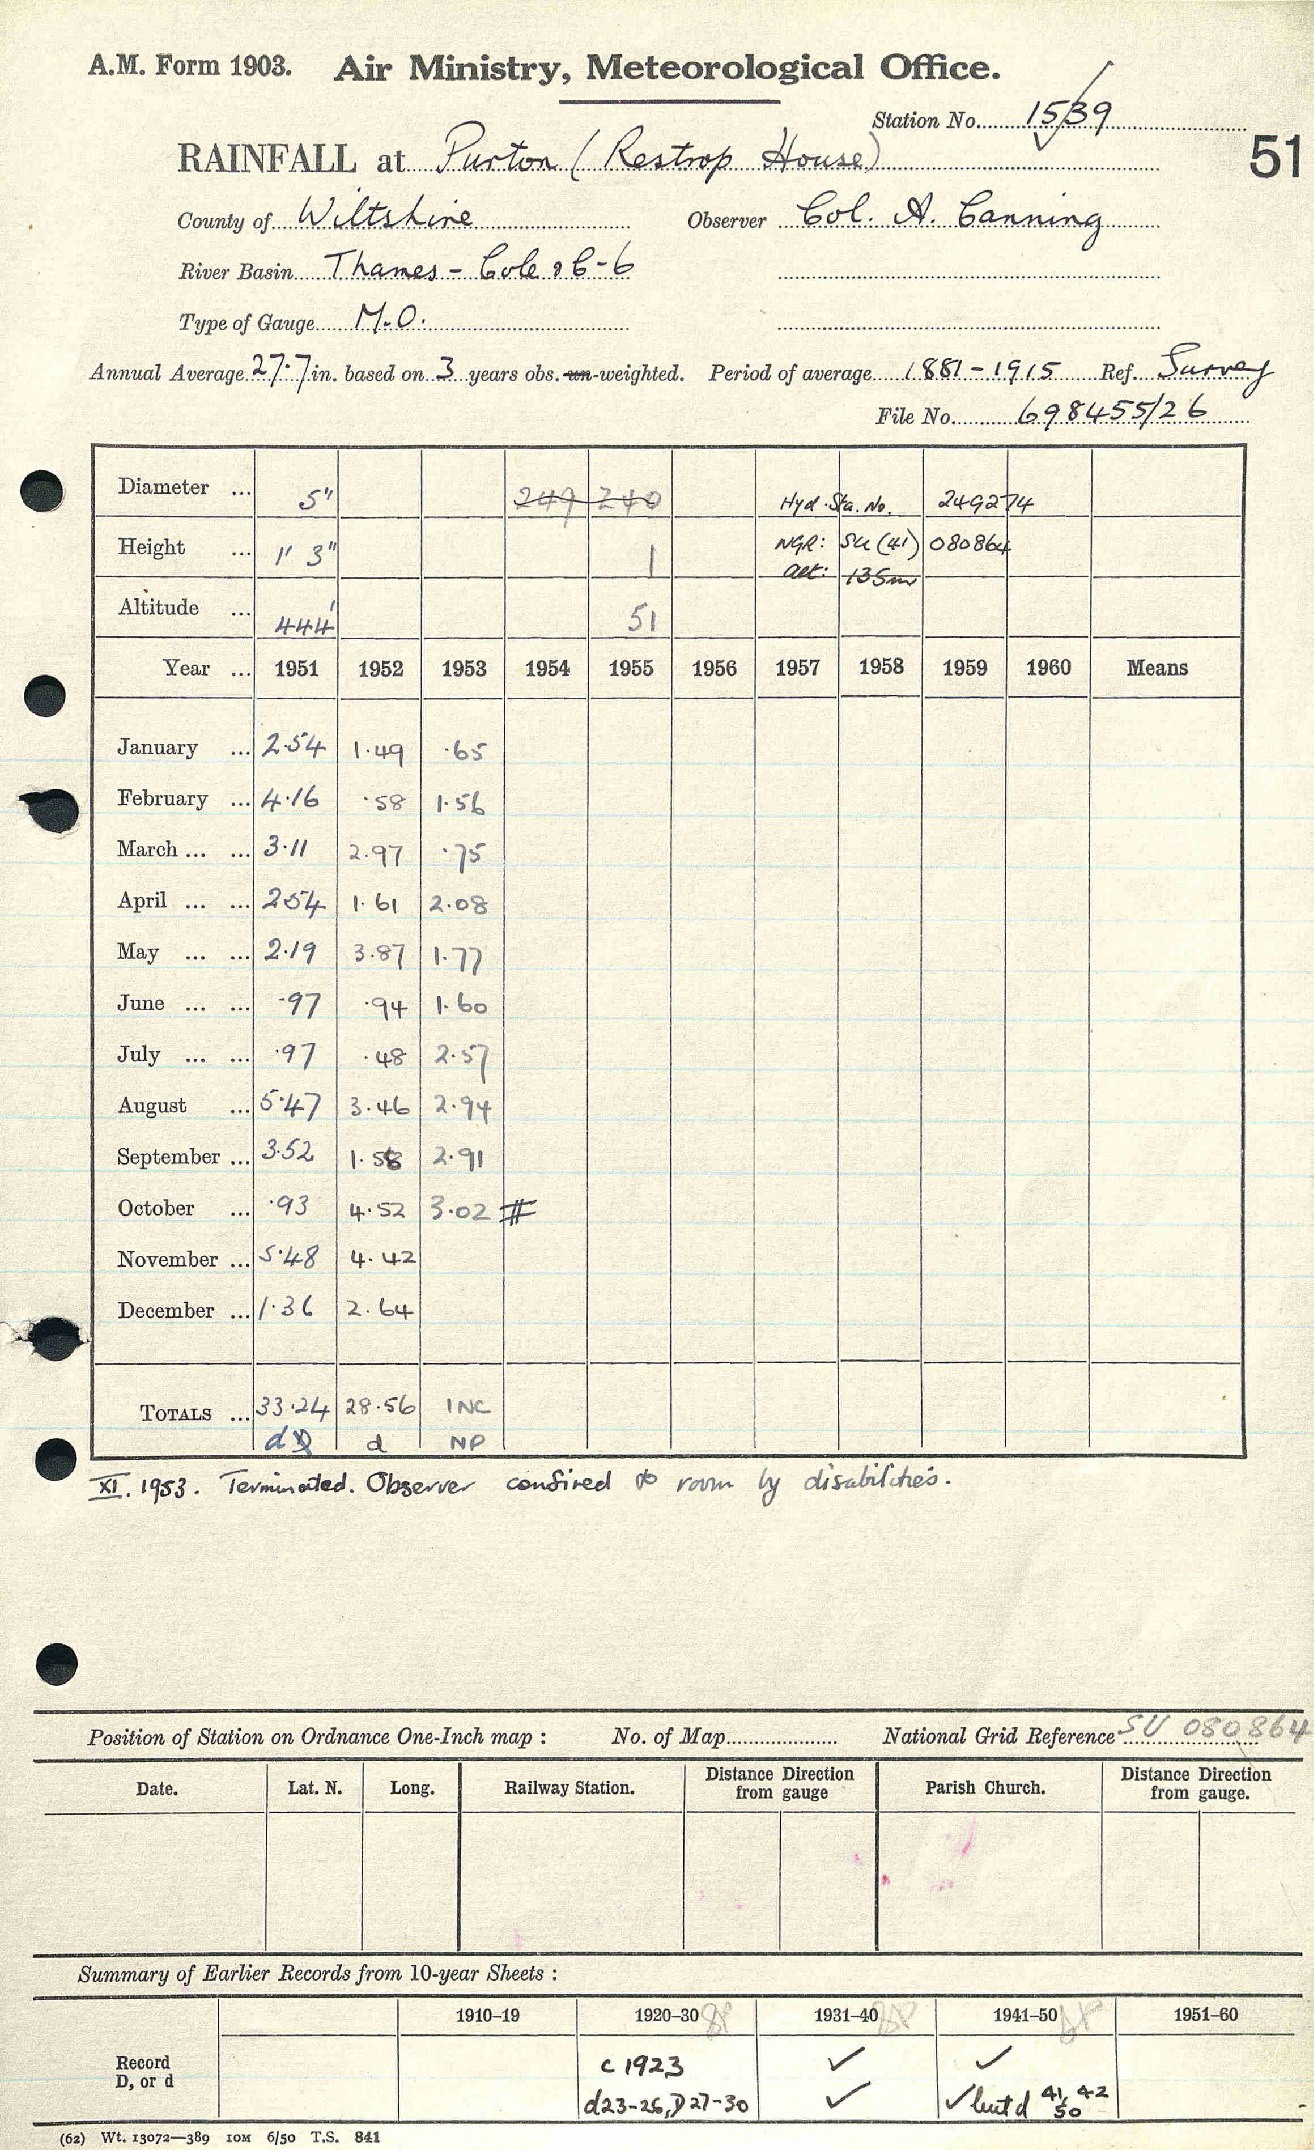 A.M. Form 1903. Air Ministry, Meteorological Office.
Station No. 15/39
RAINFALL at Purton (Restrop House)
51
County of Wiltshire Observer Col. A. Canning
River Basin Thames - Cole & C-6
Type of Gauge M.O.
Annual Average 27.7 in. based on 3 years obs. un-weighted. Period of average 1881-1915 Ref. Survey
File No. 698455/26
Diameter ... 5" 249 240 Hyd. Sta. No. 249274
Height ... 1' 3" 1 NGR: SU (41) 080864
alt: 135m
Altitude ... 444' 51
Year ... 1951 1952 1953 1954 1955 1956 1957 1958 1959 1960 Means
January ... 2.54 1.49 .65
February ... 4.16 .58 1.56
March ... ... 3.11 2.97 .75
April ... ... 2.54 1.61 2.08
May ... ... 2.19 3.87 1.77
June ... ... .97 .94 1.60
July ... ... .97 .48 2.57
August ... 5.47 3.46 2.94
September ... 3.52 1.58 2.91
October ... .93 4.52 3.02 #
November ... 5.48 4.42
December ... 1.36 2.64
TOTALS ... 33.24 28.56 INC
d d NP
XI. 1953. Terminated. Observer confined to room by disabilities.
Position of Station on Ordnance One-Inch map : No. of Map National Grid Reference SU 080864
Date. Lat. N. Long. Railway Station. Distance Direction from gauge Parish Church. Distance Direction from gauge.
Summary of Earlier Records from 10-year Sheets :
1910-19 1920-30 1931-40 1941-50 1951-60
Record c 1923 ✓ ✓
D, or d d23-26, D27-30 ✓ ✓ but d 41, 42 50
(62) Wt. 13072—389 10M 6/50 T.S. 841